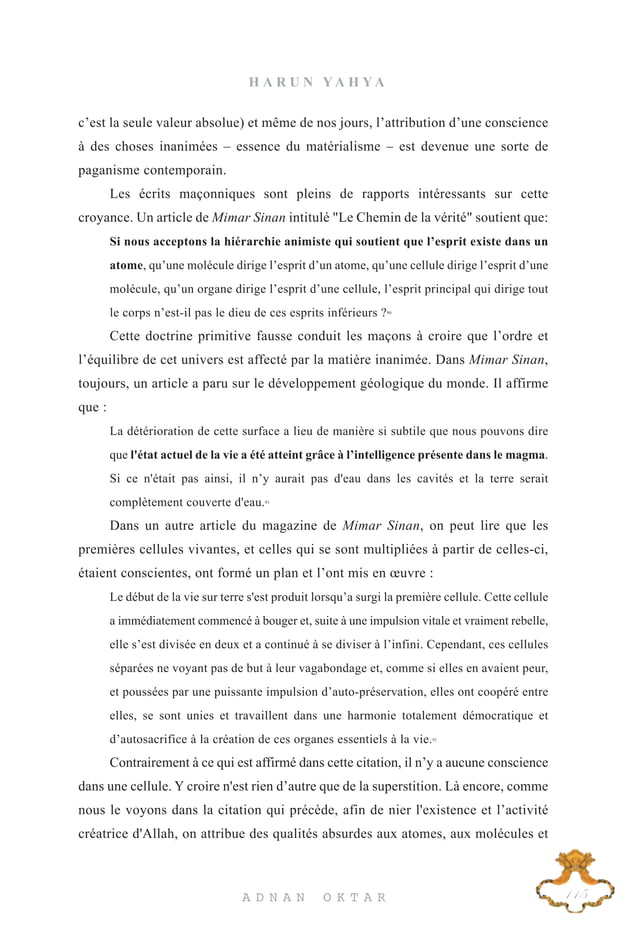 HARUN YAHYA
c’est la seule valeur absolue) et même de nos jours, l’attribution d’une conscience
à des choses inanimées – essence du matérialisme – est devenue une sorte de
paganisme contemporain.
Les écrits maçonniques sont pleins de rapports intéressants sur cette
croyance. Un article de Mimar Sinan intitulé "Le Chemin de la vérité" soutient que:
Si nous acceptons la hiérarchie animiste qui soutient que l’esprit existe dans un
atome, qu’une molécule dirige l’esprit d’un atome, qu’une cellule dirige l’esprit d’une
molécule, qu’un organe dirige l’esprit d’une cellule, l’esprit principal qui dirige tout
le corps n’est-il pas le dieu de ces esprits inférieurs ?
Cette doctrine primitive fausse conduit les maçons à croire que l’ordre et
l’équilibre de cet univers est affecté par la matière inanimée. Dans Mimar Sinan,
toujours, un article a paru sur le développement géologique du monde. Il affirme
que :
La détérioration de cette surface a lieu de manière si subtile que nous pouvons dire
que l'état actuel de la vie a été atteint grâce à l’intelligence présente dans le magma.
Si ce n'était pas ainsi, il n’y aurait pas d'eau dans les cavités et la terre serait
complètement couverte d'eau.
Dans un autre article du magazine de Mimar Sinan, on peut lire que les
premières cellules vivantes, et celles qui se sont multipliées à partir de celles-ci,
étaient conscientes, ont formé un plan et l’ont mis en œuvre :
Le début de la vie sur terre s'est produit lorsqu’a surgi la première cellule. Cette cellule
a immédiatement commencé à bouger et, suite à une impulsion vitale et vraiment rebelle,
elle s’est divisée en deux et a continué à se diviser à l’infini. Cependant, ces cellules
séparées ne voyant pas de but à leur vagabondage et, comme si elles en avaient peur,
et poussées par une puissante impulsion d’auto-préservation, elles ont coopéré entre
elles, se sont unies et travaillent dans une harmonie totalement démocratique et
d’autosacrifice à la création de ces organes essentiels à la vie.
Contrairement à ce qui est affirmé dans cette citation, il n’y a aucune conscience
dans une cellule. Y croire n'est rien d’autre que de la superstition. Là encore, comme
nous le voyons dans la citation qui précède, afin de nier l'existence et l’activité
créatrice d'Allah, on attribue des qualités absurdes aux atomes, aux molécules et
ADNAN OKTAR
115